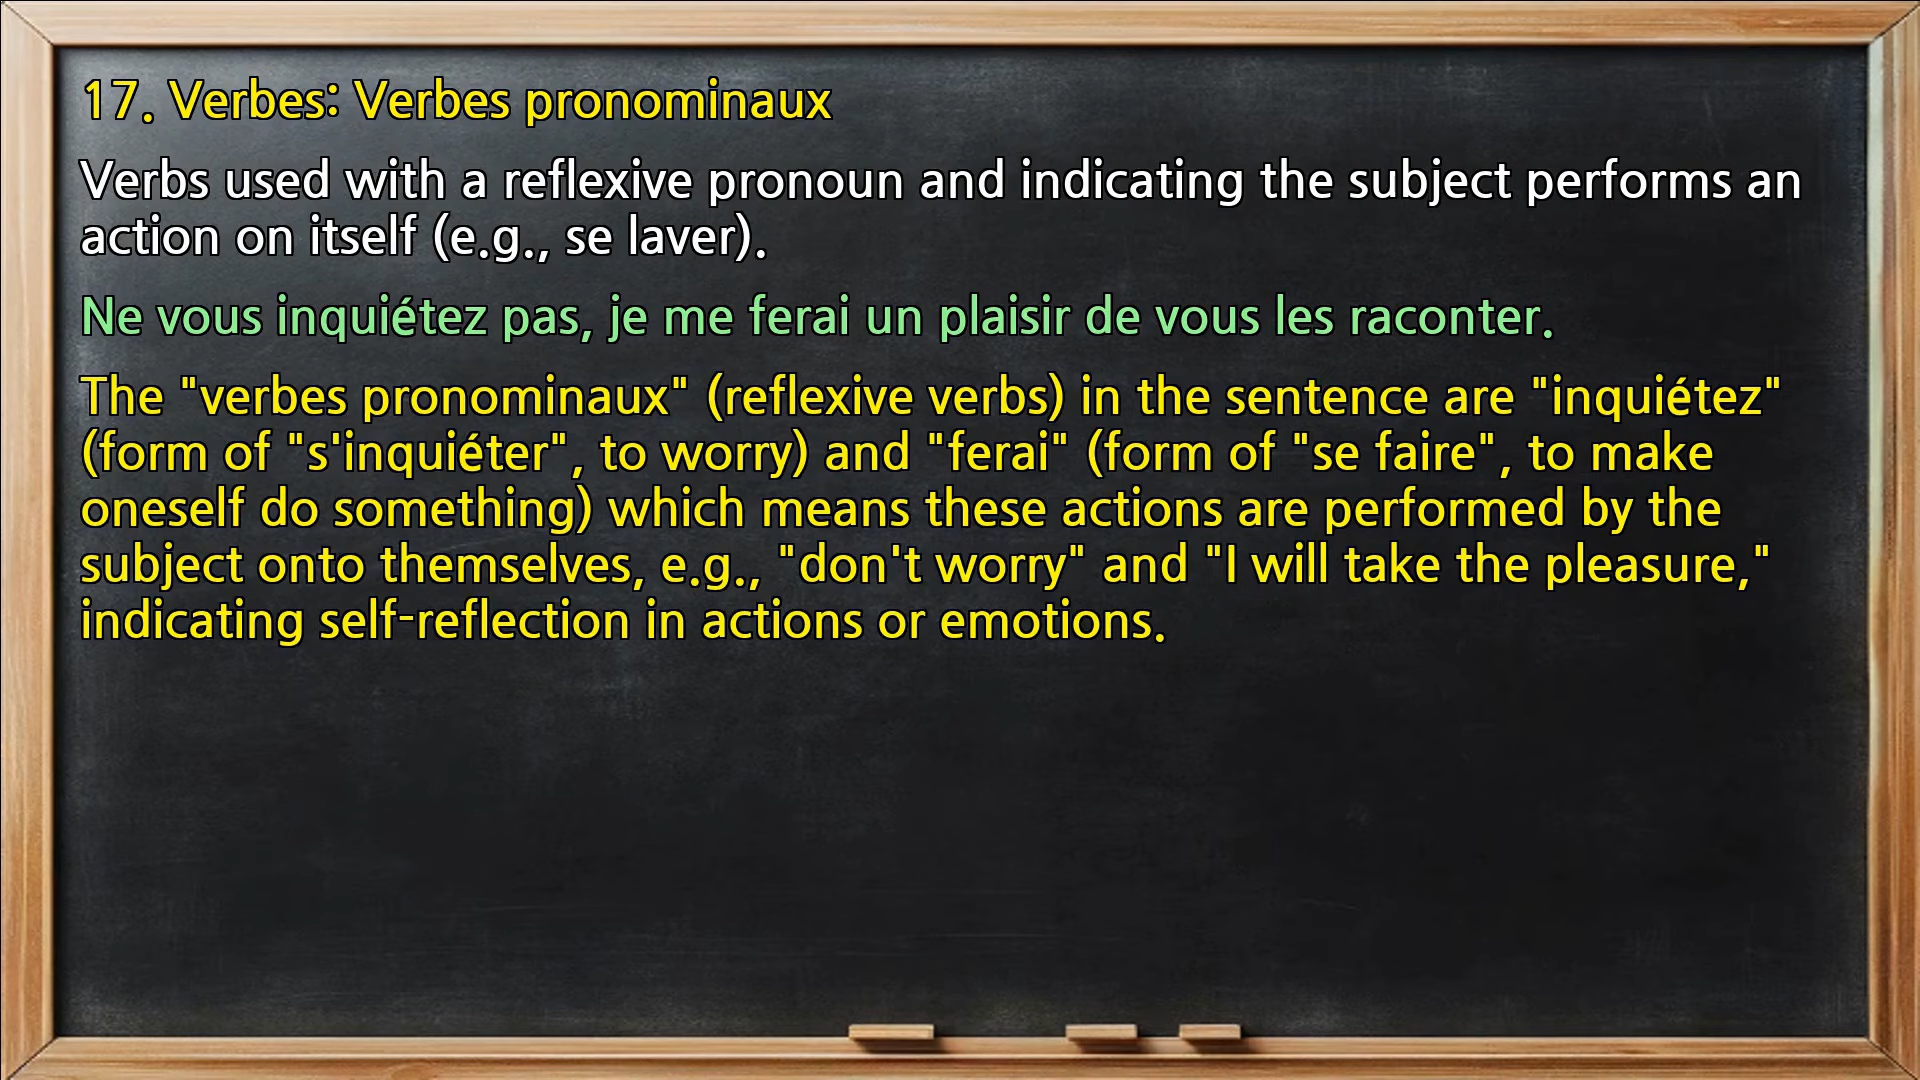 17. Verbes: Verbes pronominaux
Verbs used with a reflexive pronoun and indicating the subject performs an
action on itself (e.g., se laver).
Ne vous inquiétez pas, je me ferai un plaisir de vous les raconter.
The "verbes pronominaux" (reflexive verbs) in the sentence are "inquiétez"
(form of "s'inquiéter", to worry) and "ferai" (form of "se faire", to make
oneself do something) which means these actions are performed by the
subject onto themselves, e.g., "don't worry" and "I will take the pleasure,"
indicating self-reflection in actions or emotions.